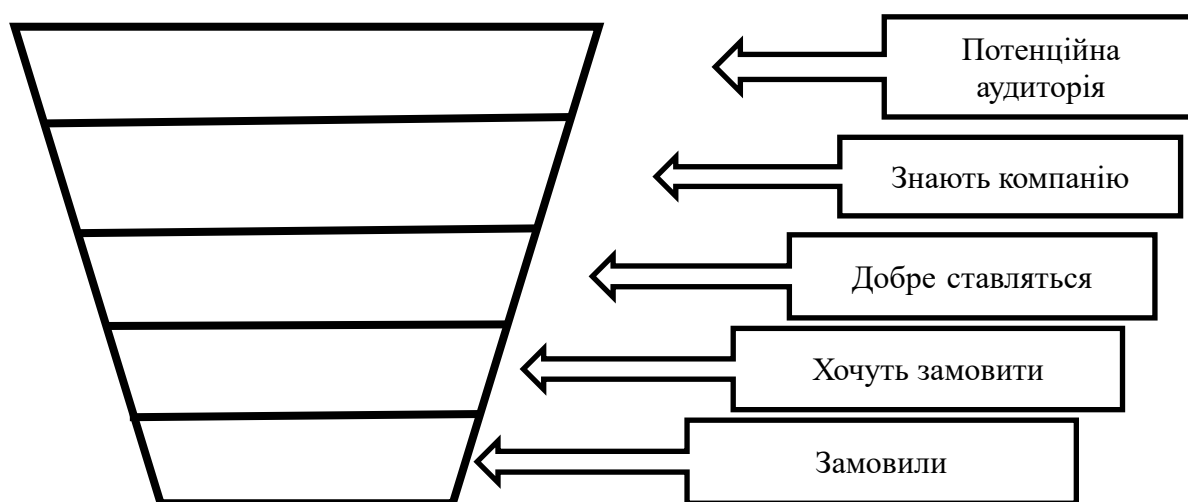 Потенційна
аудиторія
Знають компанію
Добре ставляться
Хочуть замовити
Замовили